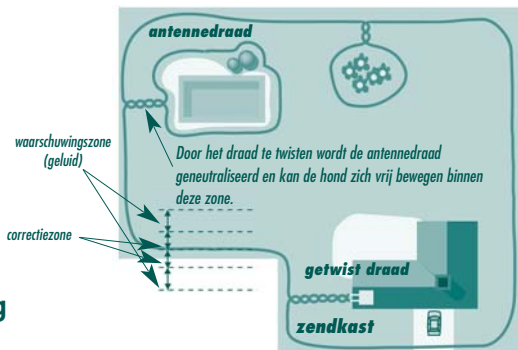 antennedraad
waarschuwingszone
(geluid)
Door het draad te twisten wordt de antennedraad
geneutraliseerd en kan de hond zich vrij bewegen binnen
deze zone.
correctiezone
getwist draad
zendkast
g